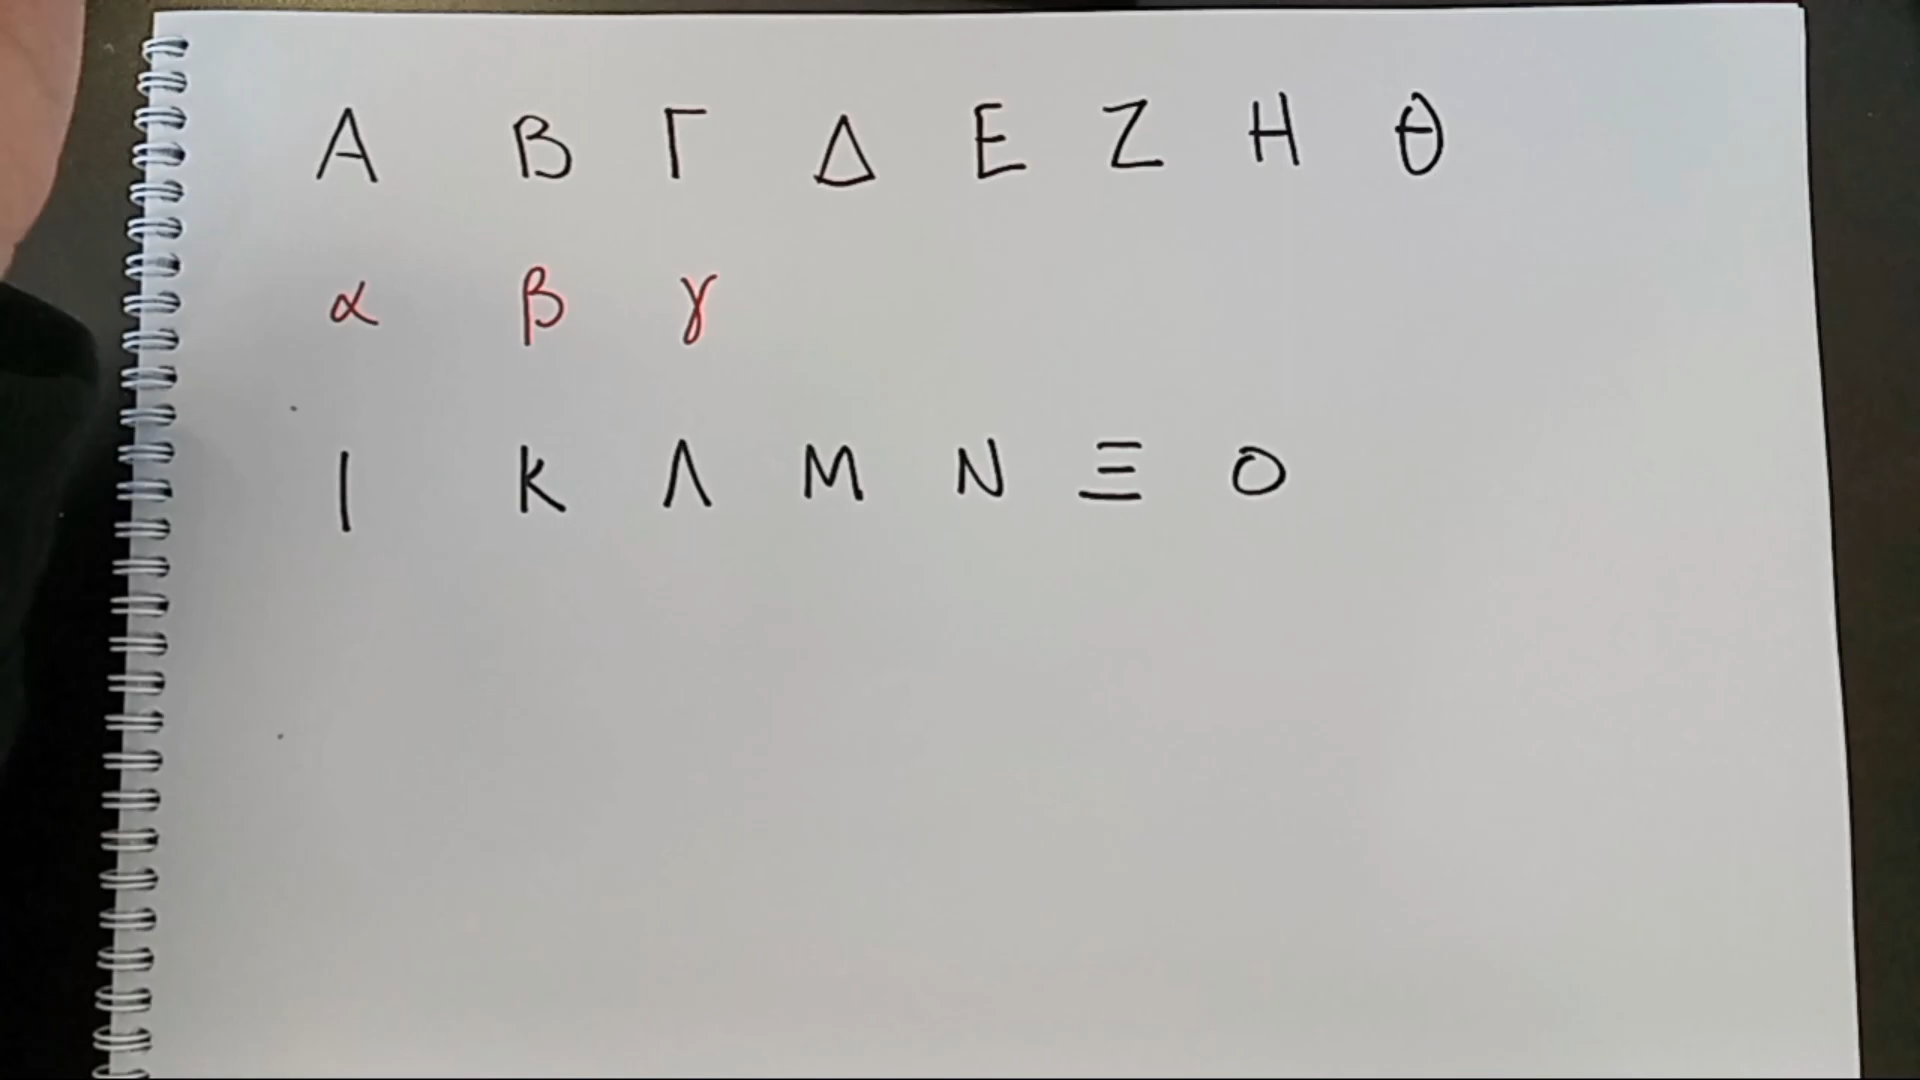 Α Β Γ Δ Ε Ζ Η Θ
α β γ
Ι Κ Λ Μ Ν Ξ Ο